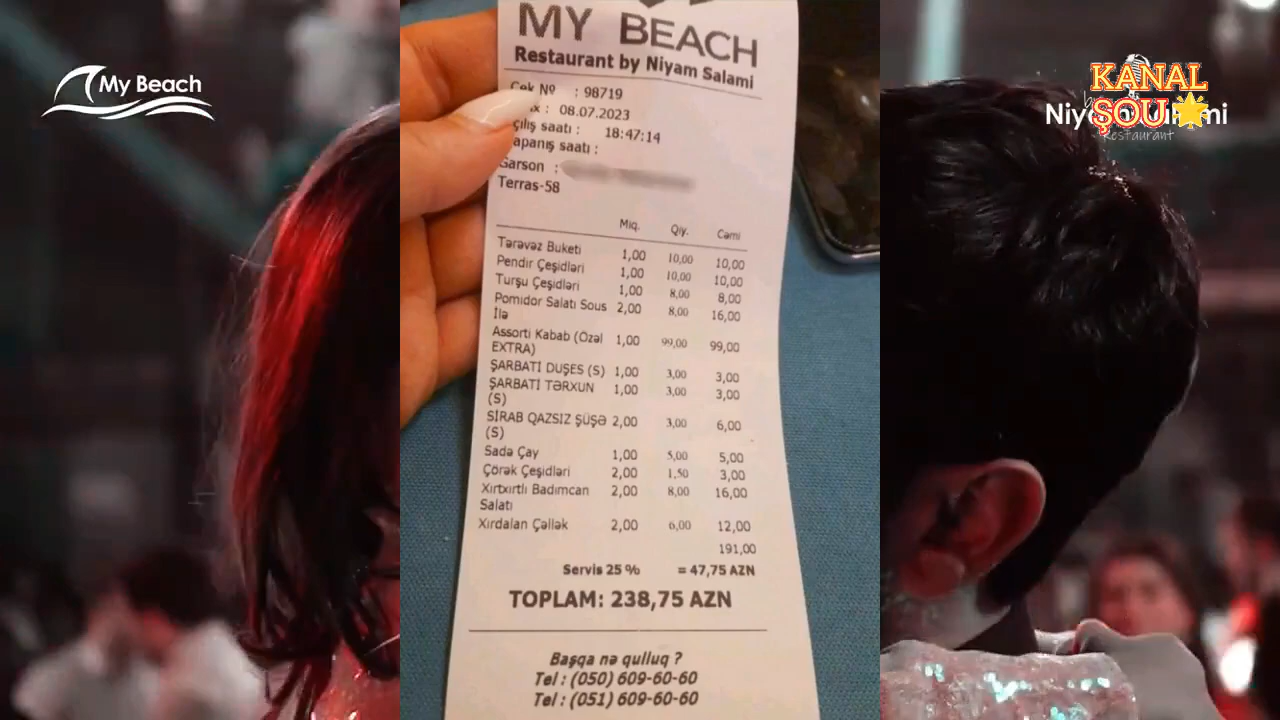 My Beach
KANAL
ŞOU
Restaurant
MY BEACH
Restaurant by Niyam Salami
Çek Nº : 98719
: 08.07.2023
saatı : 18:47:14
saatı :
Garson :
Terras-58
Miq. Qiy. Cəmi
Tərəvəz Buketi 1,00 10,00 10,00
Pendir Çeşidləri 1,00 10,00 10,00
Turşu Çeşidləri 1,00 8,00 8,00
Pomidor Salatı Sous 2,00 8,00 16,00
İlə
Assorti Kabab (Özəl 1,00 99,00 99,00
EXTRA)
ŞARBATI DUŞES (S) 1,00 3,00 3,00
ŞARBATI TƏRXUN 1,00 3,00 3,00
(S)
SİRAB QAZSIZ ŞÜŞƏ 2,00 3,00 6,00
(S)
Sadə Çay 1,00 5,00 5,00
Çörək Çeşidləri 2,00 1,50 3,00
Xırtxırtlı Badımcan 2,00 8,00 16,00
Salatı
Xırdalan Çəllək 2,00 6,00 12,00
191,00
Servis 25 % = 47,75 AZN
TOPLAM: 238,75 AZN
Başqa nə qulluq ?
Tel : (050) 609-60-60
Tel : (051) 609-60-60